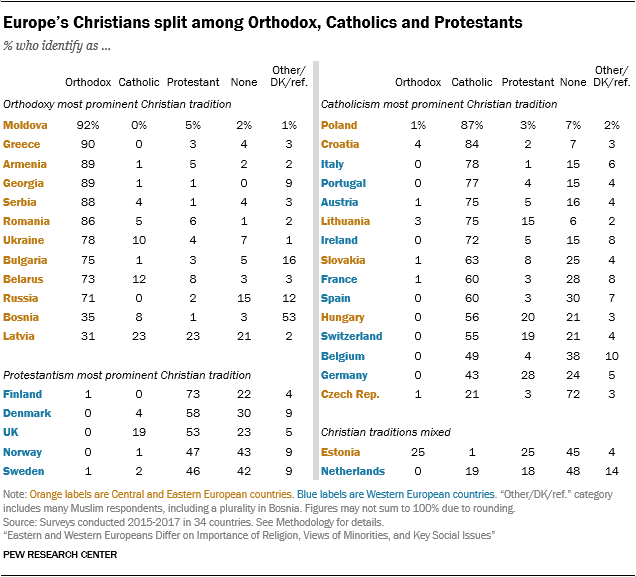 Europe's Christians split among Orthodox, Catholics and Protestants
% who identify as …
Orthodox Catholic Protestant None Other/ DK/ref.
Orthodoxy most prominent Christian tradition
Moldova 92% 0% 5% 2% 1%
Greece 90 0 3 4 3
Armenia 89 1 5 2 2
Georgia 89 1 1 0 9
Serbia 88 4 1 4 3
Romania 86 5 6 1 2
Ukraine 78 10 4 7 1
Bulgaria 75 1 3 5 16
Belarus 73 12 8 3 3
Russia 71 0 2 15 12
Bosnia 35 8 1 3 53
Latvia 31 23 23 21 2
Protestantism most prominent Christian tradition
Finland 1 0 73 22 4
Denmark 0 4 58 30 9
UK 0 19 53 23 5
Norway 0 1 47 43 9
Sweden 1 2 46 42 9
Orthodox Catholic Protestant None Other/ DK/ref.
Catholicism most prominent Christian tradition
Poland 1% 87% 3% 7% 2%
Croatia 4 84 2 7 3
Italy 0 78 1 15 6
Portugal 0 77 4 15 4
Austria 1 75 5 16 4
Lithuania 3 75 15 6 2
Ireland 0 72 5 15 8
Slovakia 1 63 8 25 4
France 1 60 3 28 8
Spain 0 60 3 30 7
Hungary 0 56 20 21 3
Switzerland 0 55 19 21 4
Belgium 0 49 4 38 10
Germany 0 43 28 24 5
Czech Rep. 1 21 3 72 3
Christian traditions mixed
Estonia 25 1 25 45 4
Netherlands 0 19 18 48 14
Note: Orange labels are Central and Eastern European countries. Blue labels are Western European countries. "Other/DK/ref." category
includes many Muslim respondents, including a plurality in Bosnia. Figures may not sum to 100% due to rounding.
Source: Surveys conducted 2015-2017 in 34 countries. See Methodology for details.
"Eastern and Western Europeans Differ on Importance of Religion, Views of Minorities, and Key Social Issues"
PEW RESEARCH CENTER